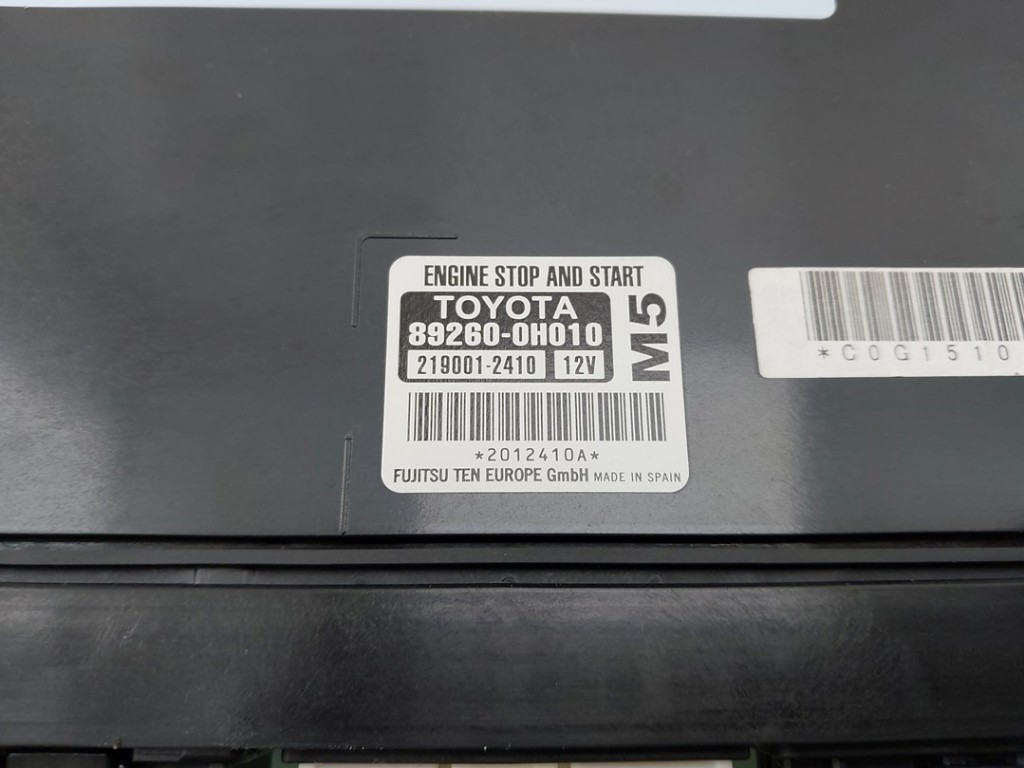 ENGINE STOP AND START
TOYOTA
89260-0H010
219001-2410 12V
M5
*2012410A*
FUJITSU TEN EUROPE GmbH MADE IN SPAIN
*C0G1510